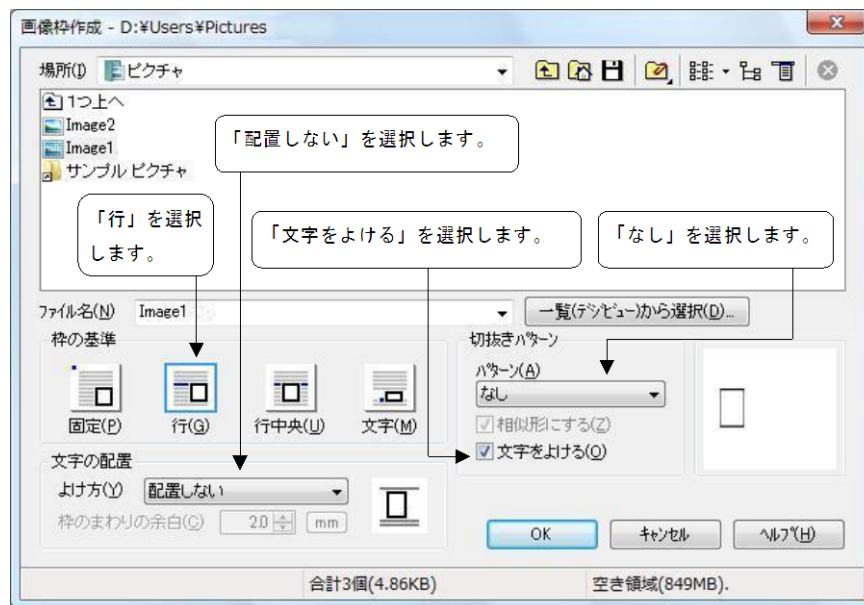 画像枠作成 - D:¥Users¥Pictures
場所(I) ピクチャ
1つ上へ
Image2
Image1
サンプル ピクチャ
「配置しない」を選択します。
「行」を選択
します。
「文字をよける」を選択します。
「なし」を選択します。
ファイル名(N) Image1
一覧(デジビュー)から選択(D)...
枠の基準
固定(P) 行(G) 行中央(U) 文字(M)
切抜きパターン
パターン(A)
なし
相似形にする(Z)
文字をよける(O)
文字の配置
よけ方(Y) 配置しない
枠のまわりの余白(C) 2.0 mm
OK キャンセル ヘルプ(H)
合計3個(4.86KB) 空き領域(849MB).